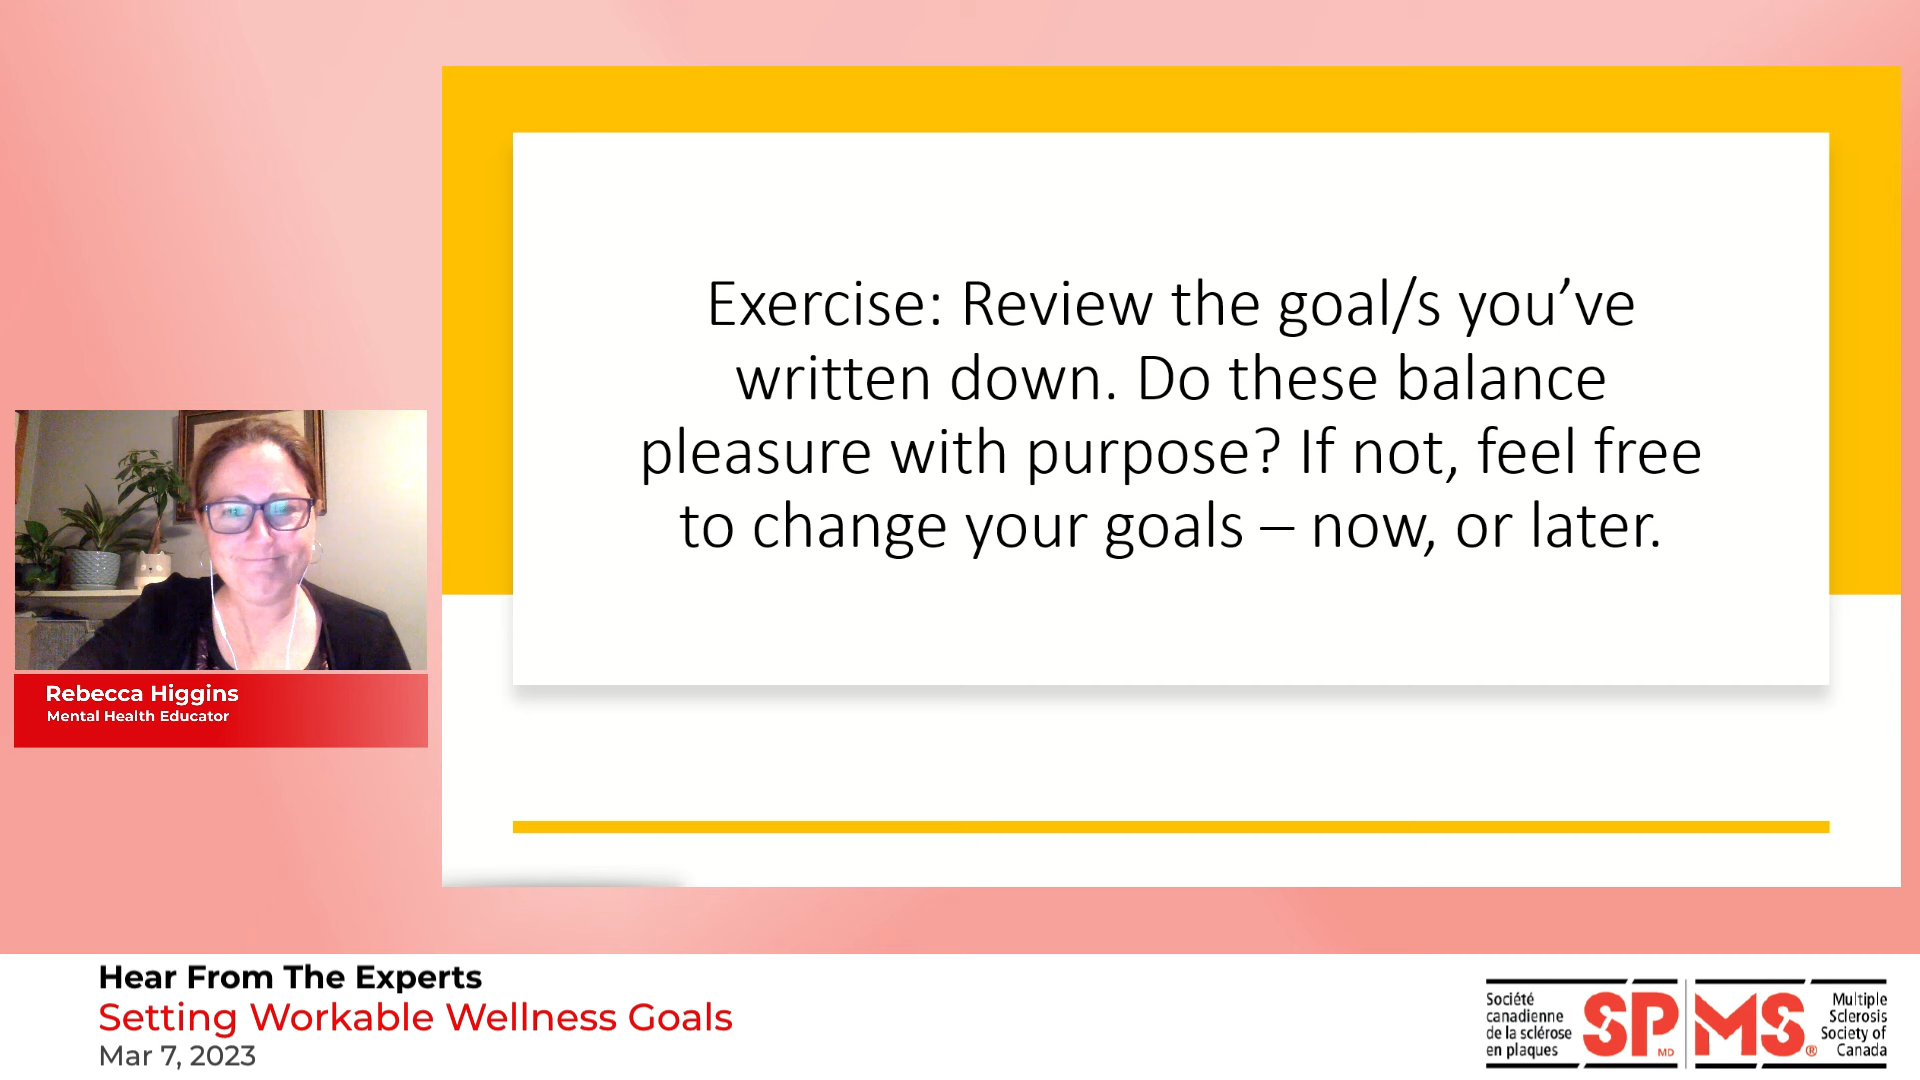 Exercise: Review the goal/s you’ve
written down. Do these balance
pleasure with purpose? If not, feel free
to change your goals – now, or later.
Rebecca Higgins
Mental Health Educator
Hear From The Experts
Setting Workable Wellness Goals
Mar 7, 2023
Société
canadienne
de la sclérose
en plaques
SP
MD
MS
®
Multiple
Sclerosis
Society of
Canada